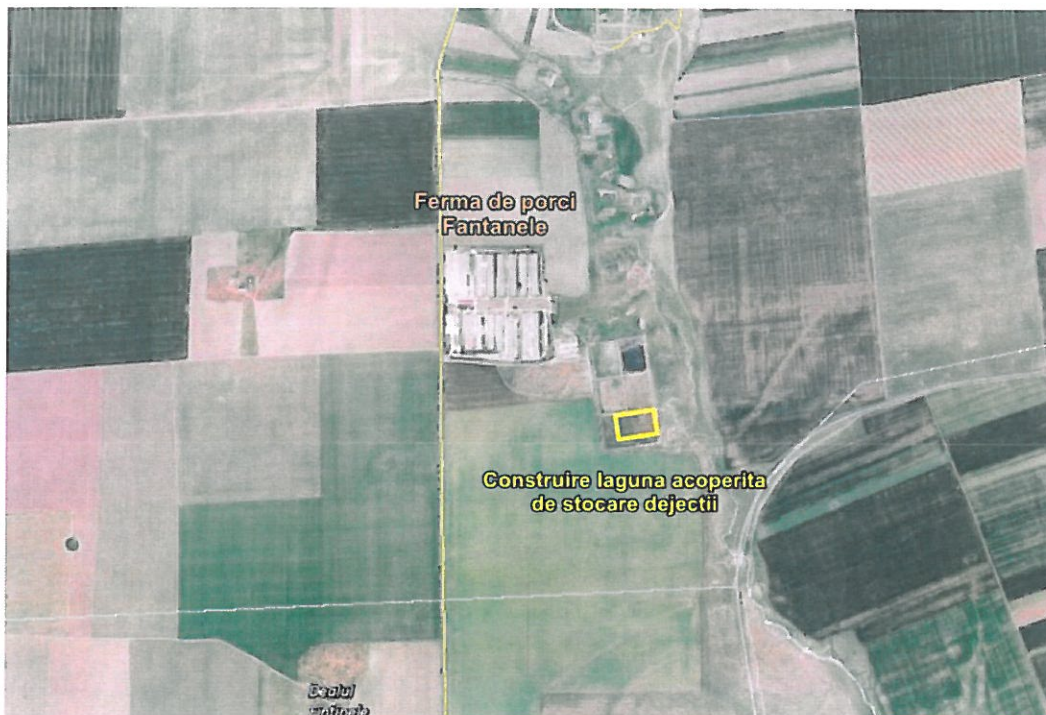 Ferma de porci
Fantanele
Construire laguna acoperita
de stocare dejectii
Dealul